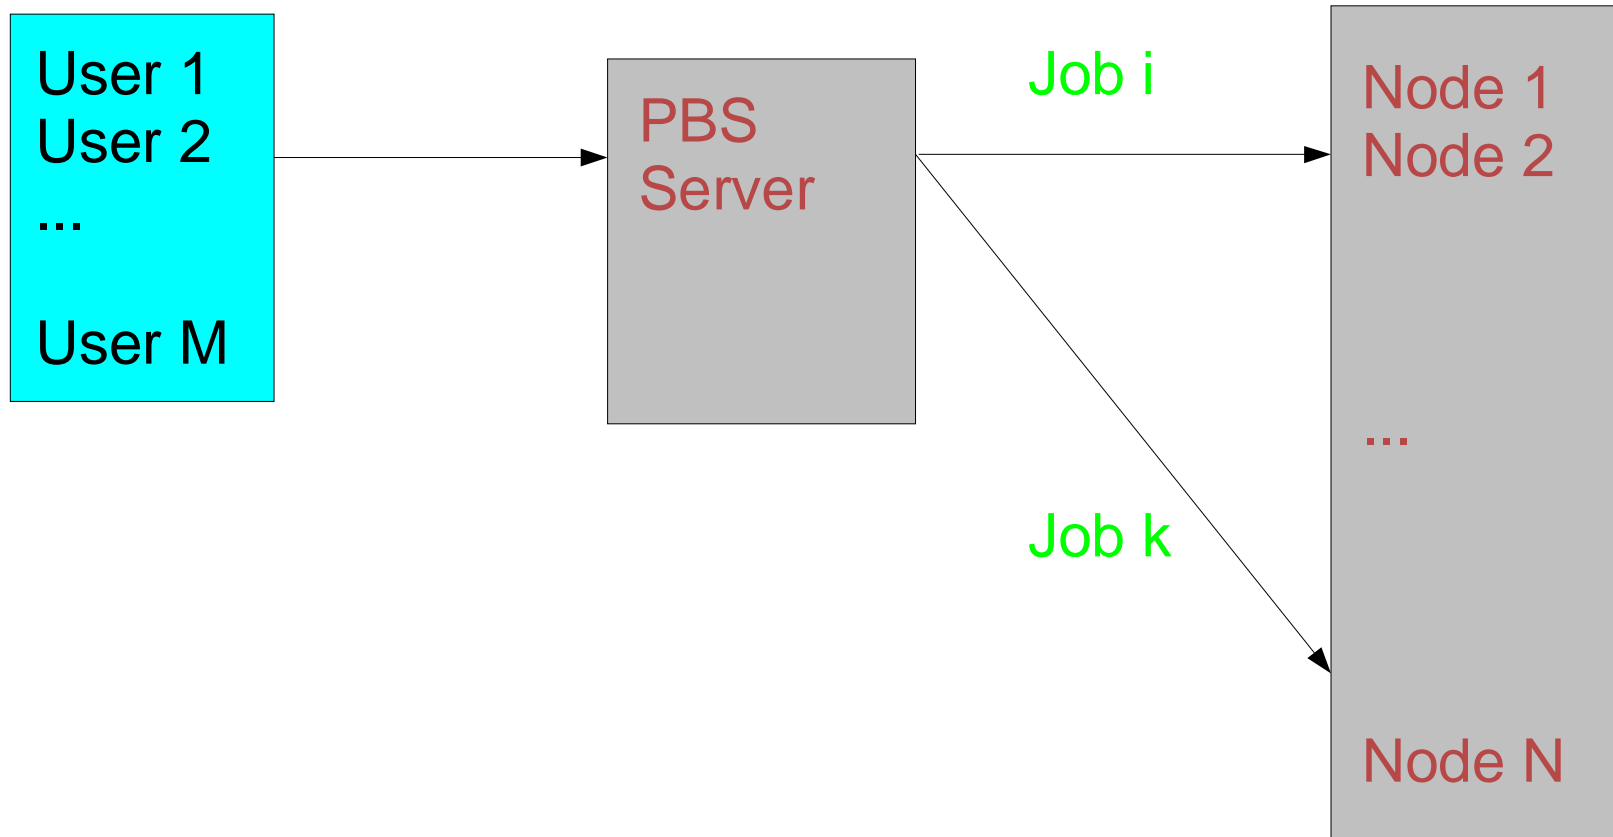 User 1
User 2
...
User M
PBS
Server
Job i
Job k
Node 1
Node 2
...
Node N